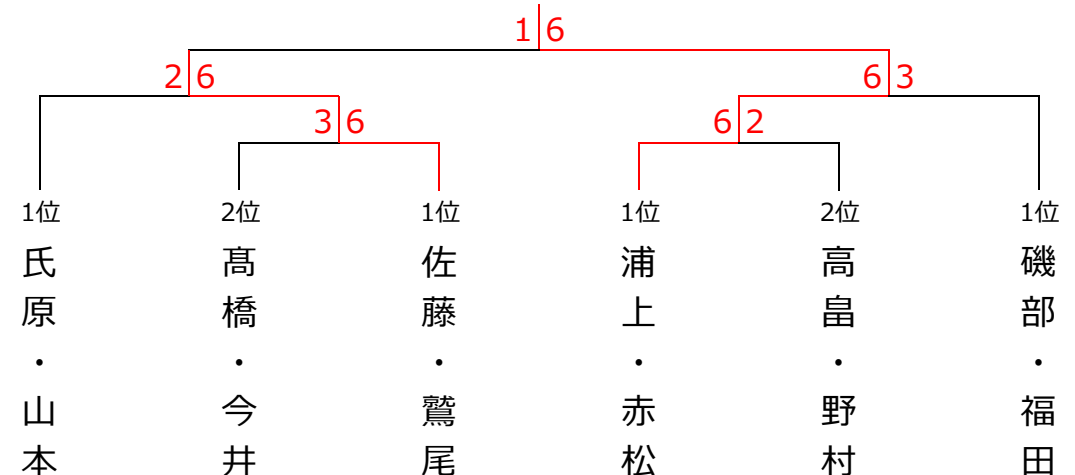 1 6
2 6
6 3
3 6
6 2
1位
2位
1位
1位
2位
1位
氏原・山本
髙橋・今井
佐藤・鷲尾
浦上・赤松
高畠・野村
磯部・福田